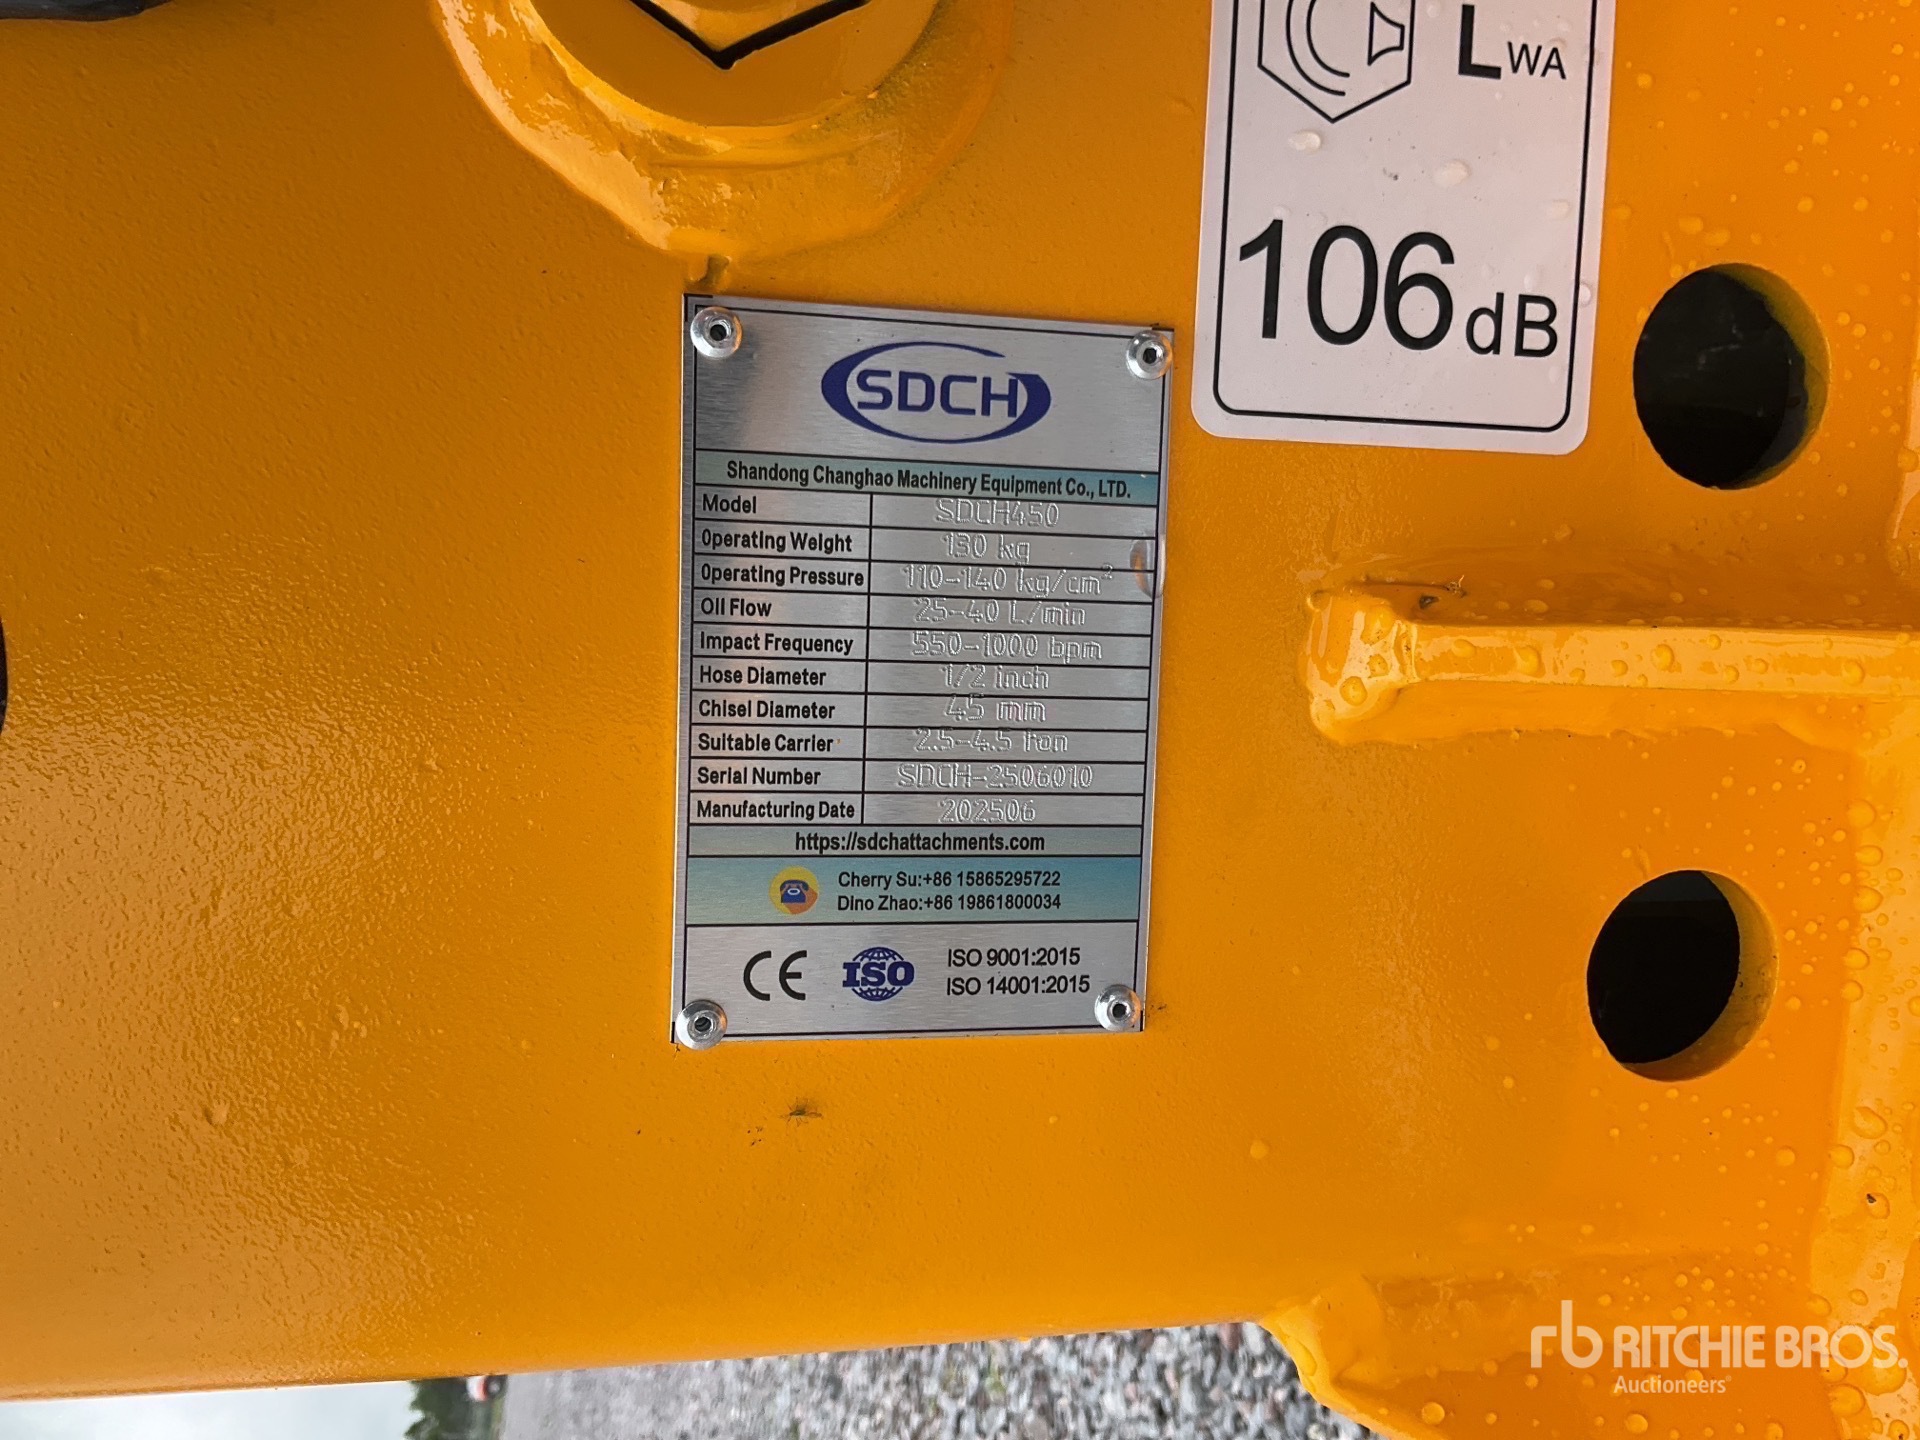 LWA
106 dB
SDCH
Shandong Changhao Machinery Equipment Co., LTD.
Model SDCH450
Operating Weight 130 kg
Operating Pressure 110-140 kg/cm²
Oil Flow 25-40 L/min
Impact Frequency 550-1000 bpm
Hose Diameter 1/2 inch
Chisel Diameter 45 mm
Suitable Carrier 2.5-4.5 Ton
Serial Number SDCH-2506010
Manufacturing Date 202506
https://sdchattachments.com
Cherry Su:+86 15865295722
Dino Zhao:+86 19861800034
CE ISO ISO 9001:2015
ISO 14001:2015
rb RITCHIE BROS.
Auctioneers